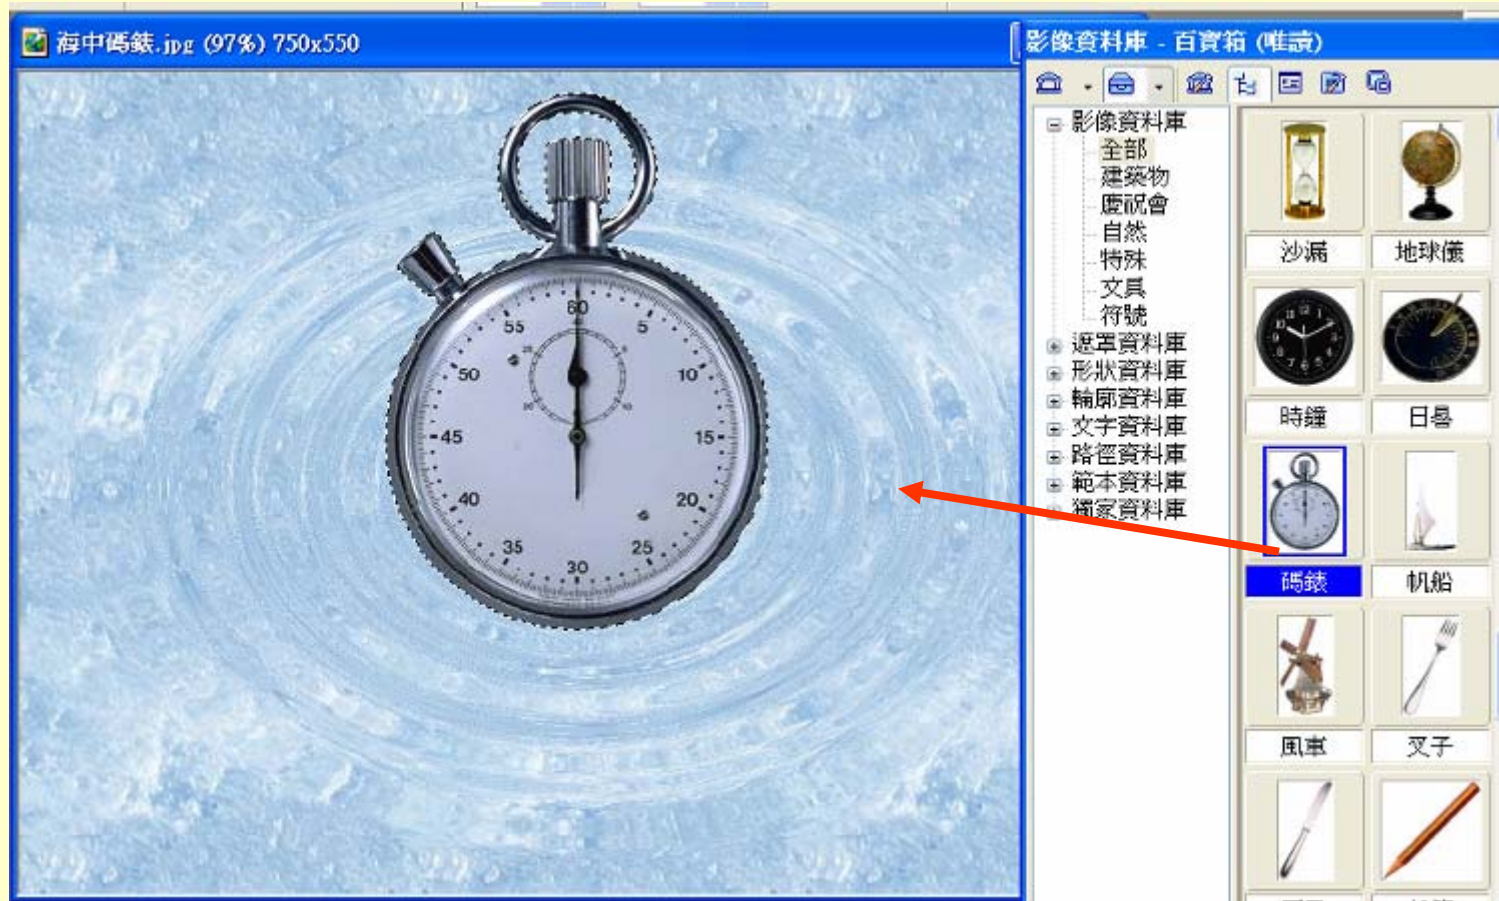 海中碼錶.jpg (97%) 750x550
影像資料庫 - 百寶箱 (唯讀)
影像資料庫
全部
建築物
慶祝會
自然
特殊
文具
符號
遮罩資料庫
形狀資料庫
輪廓資料庫
文字資料庫
路徑資料庫
範本資料庫
獨家資料庫
沙漏
地球儀
時鐘
日晷
碼錶
帆船
風車
叉子
60
5
10
15
20
25
30
35
40
45
50
55